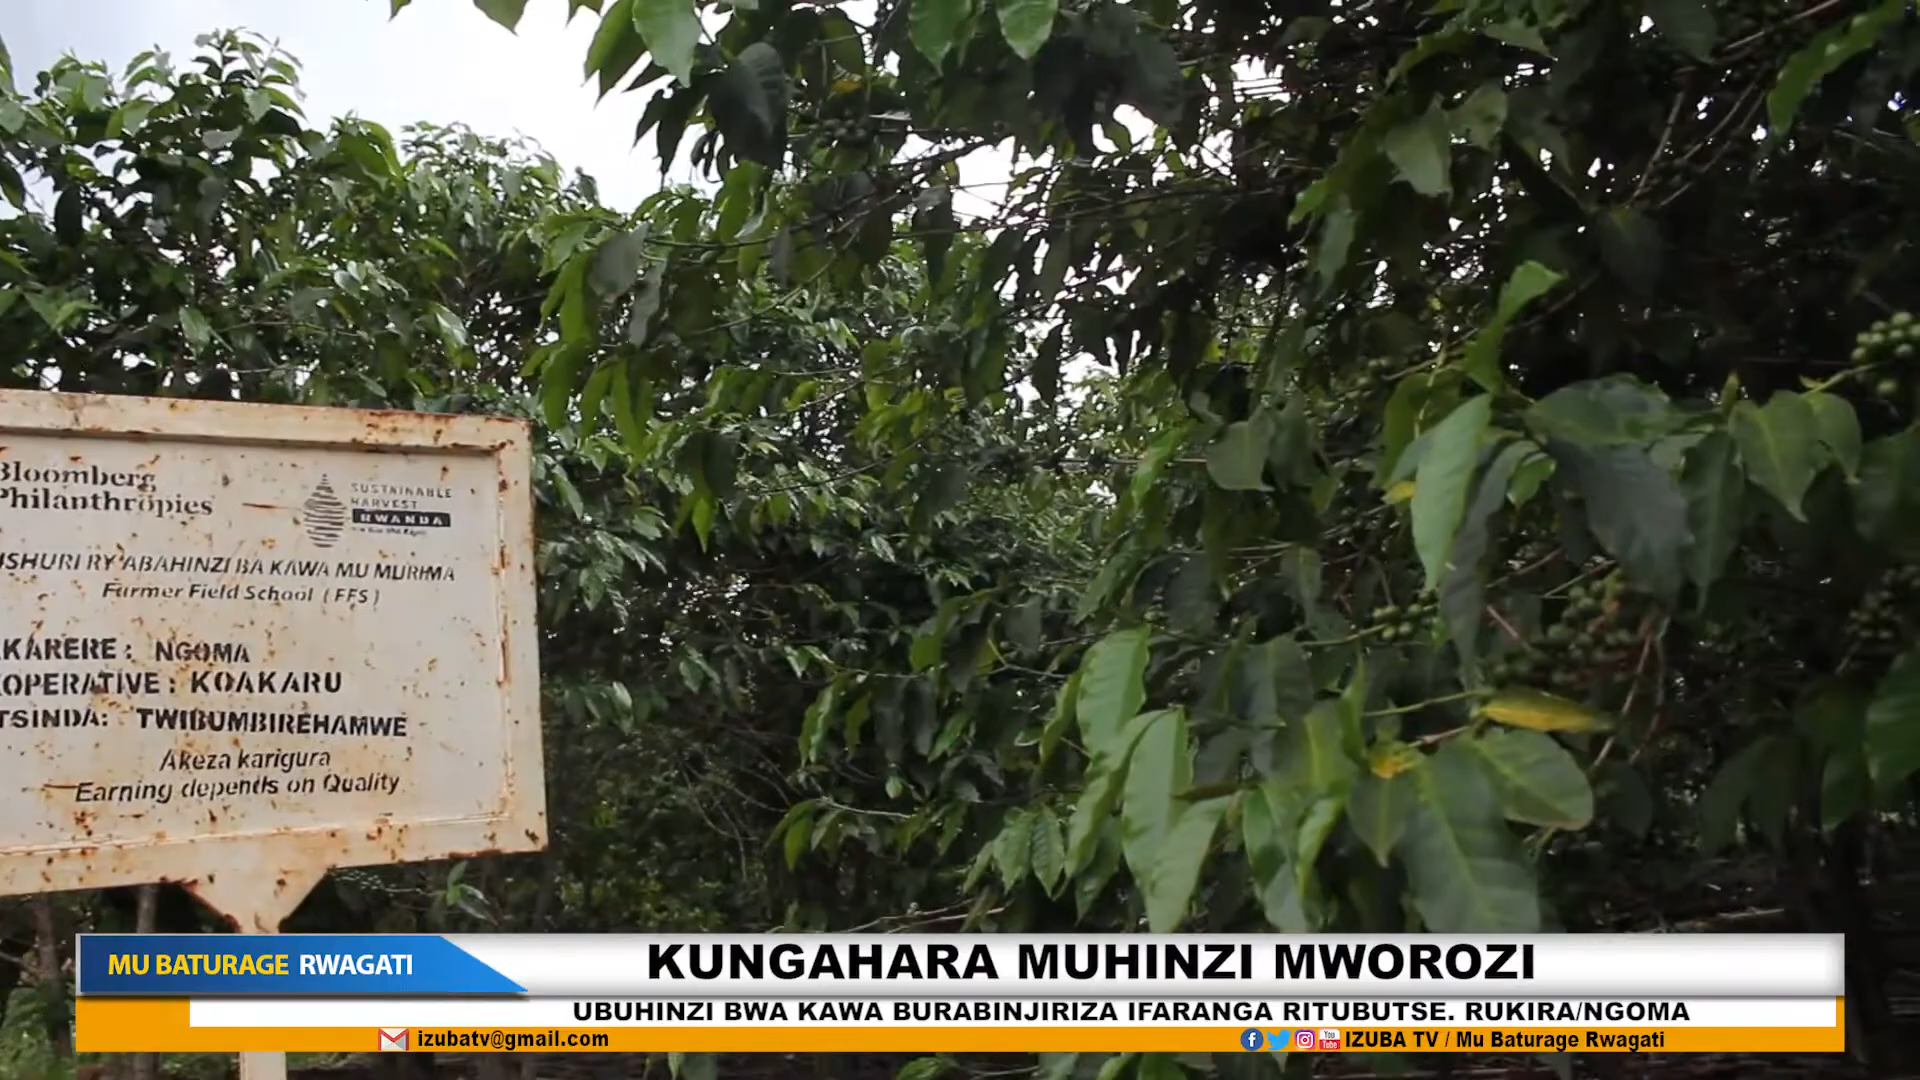 Bloomberg
Philanthropies
SUSTAINABLE
HARVEST
RWANDA
ISHURI RY'ABAHINZI BA KAWA MU MURIMA
Farmer Field School (FFS)
KARERE: NGOMA
OPERATIVE: KOAKARU
TSINDA: TWIBUMBIREHAMWE
Akeza karigura
Earning depends on Quality
MU BATURAGE RWAGATI
KUNGAHARA MUHINZI MWOROZI
UBUHINZI BWA KAWA BURABINJIRIZA IFARANGA RITUBUTSE. RUKIRA/NGOMA
izubatv@gmail.com
You Tube
IZUBA TV / Mu Baturage Rwagati